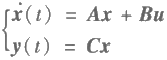 ẋ(t) = Ax + Bu
y(t) = Cx